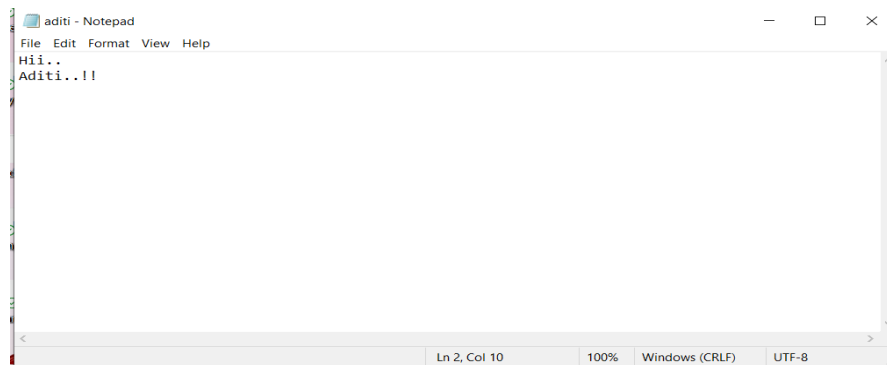 aditi - Notepad
File Edit Format View Help
Hii..
Aditi..!!
Ln 2, Col 10 100% Windows (CRLF) UTF-8